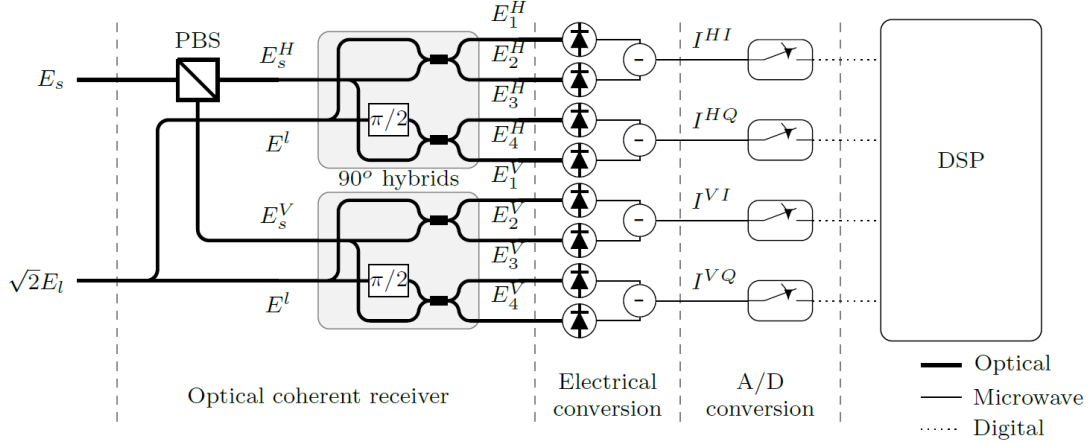 PBS
E_s
E_s^H
E^l
π/2
90^o hybrids
E_s^V
√2E_l
E^l
π/2
E_1^H
E_2^H
E_3^H
E_4^H
E_1^V
E_2^V
E_3^V
E_4^V
-
-
-
-
I^{HI}
I^{HQ}
I^{VI}
I^{VQ}
DSP
Optical coherent receiver
Electrical
conversion
A/D
conversion
Optical
Microwave
Digital